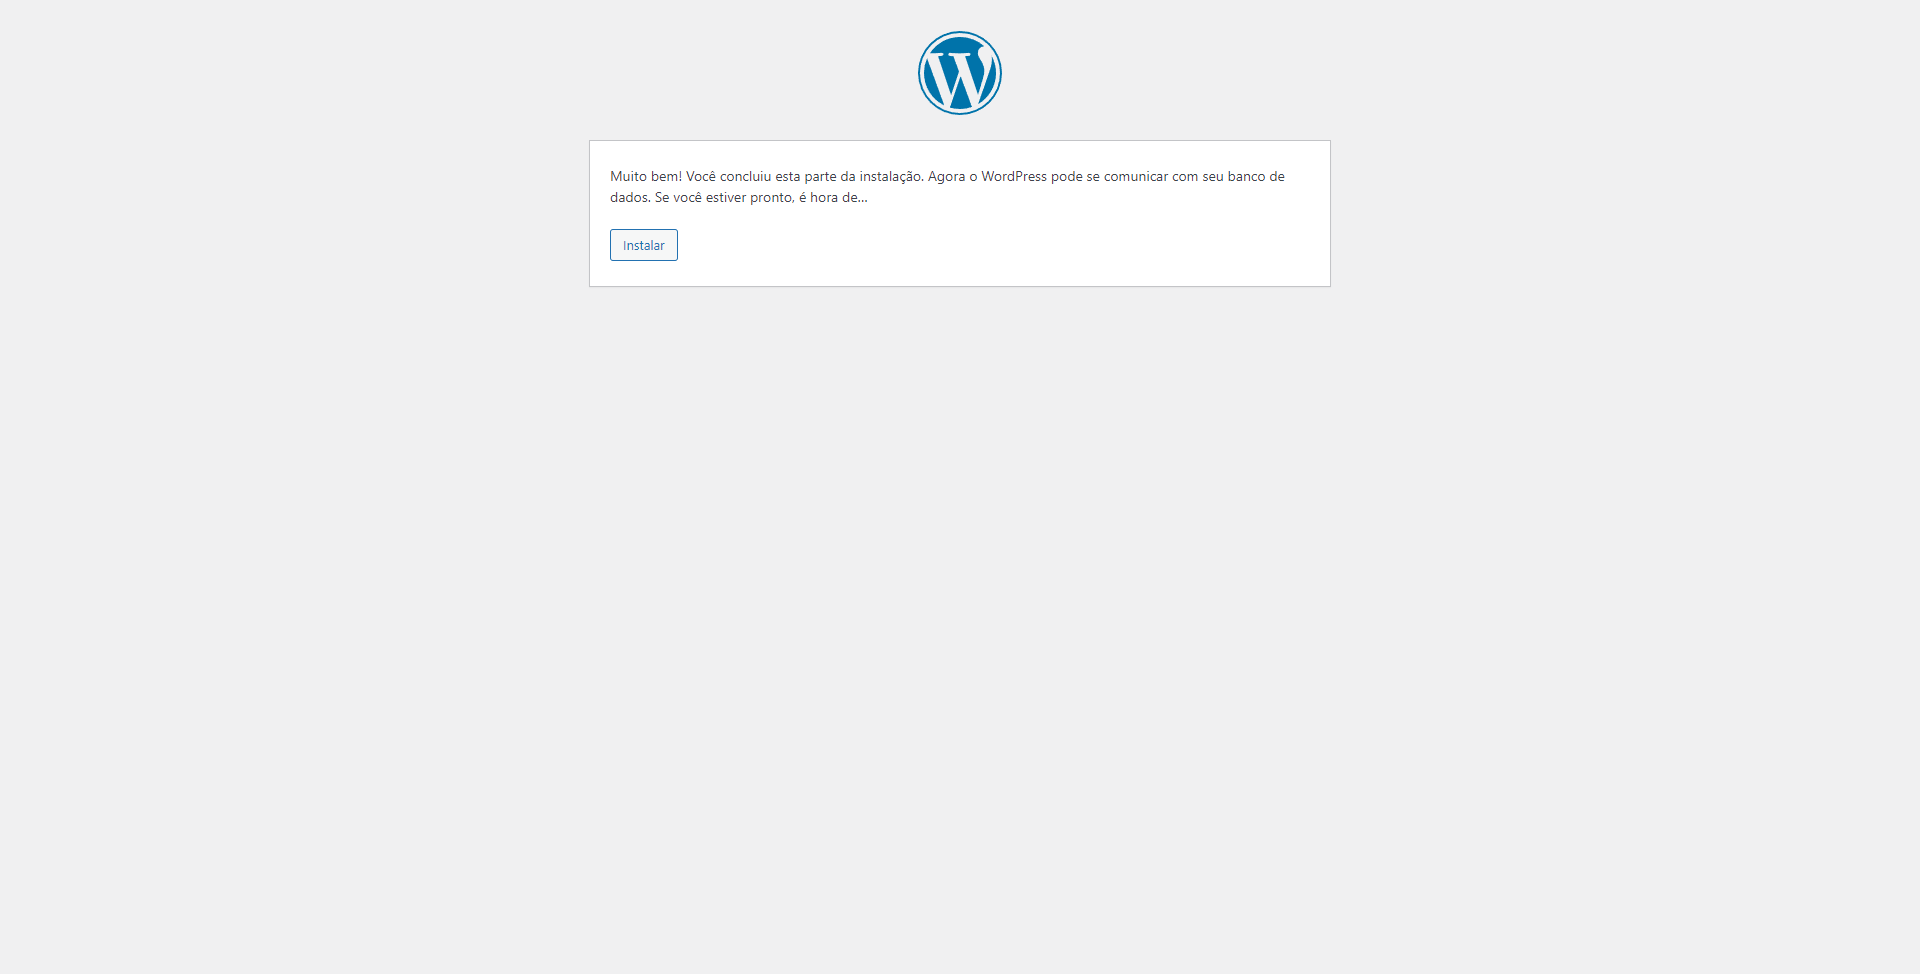 Muito bem! Você concluiu esta parte da instalação. Agora o WordPress pode se comunicar com seu banco de
dados. Se você estiver pronto, é hora de…
Instalar